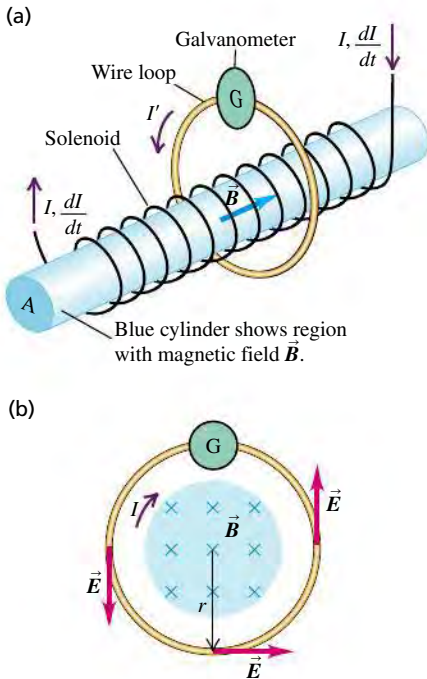 (a)
Galvanometer
I, dI/dt
Wire loop
G
I′
Solenoid
B⃗
I, dI/dt
A
Blue cylinder shows region
with magnetic field B⃗.
(b)
G
I
× × ×
B⃗
E⃗
× × ×
E⃗
× × ×
r
E⃗